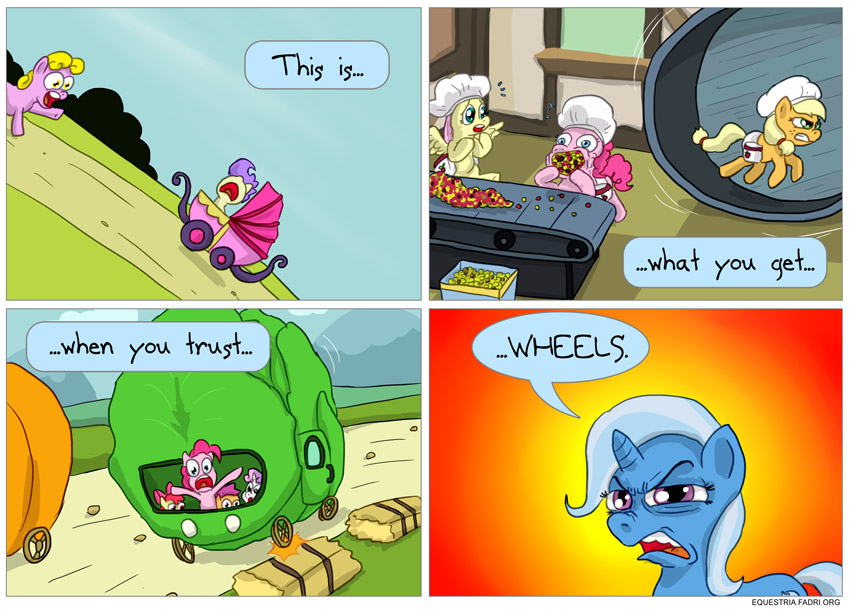 This is...
...what you get...
...when you trust...
...WHEELS.
EQUESTRIA.FADRI.ORG